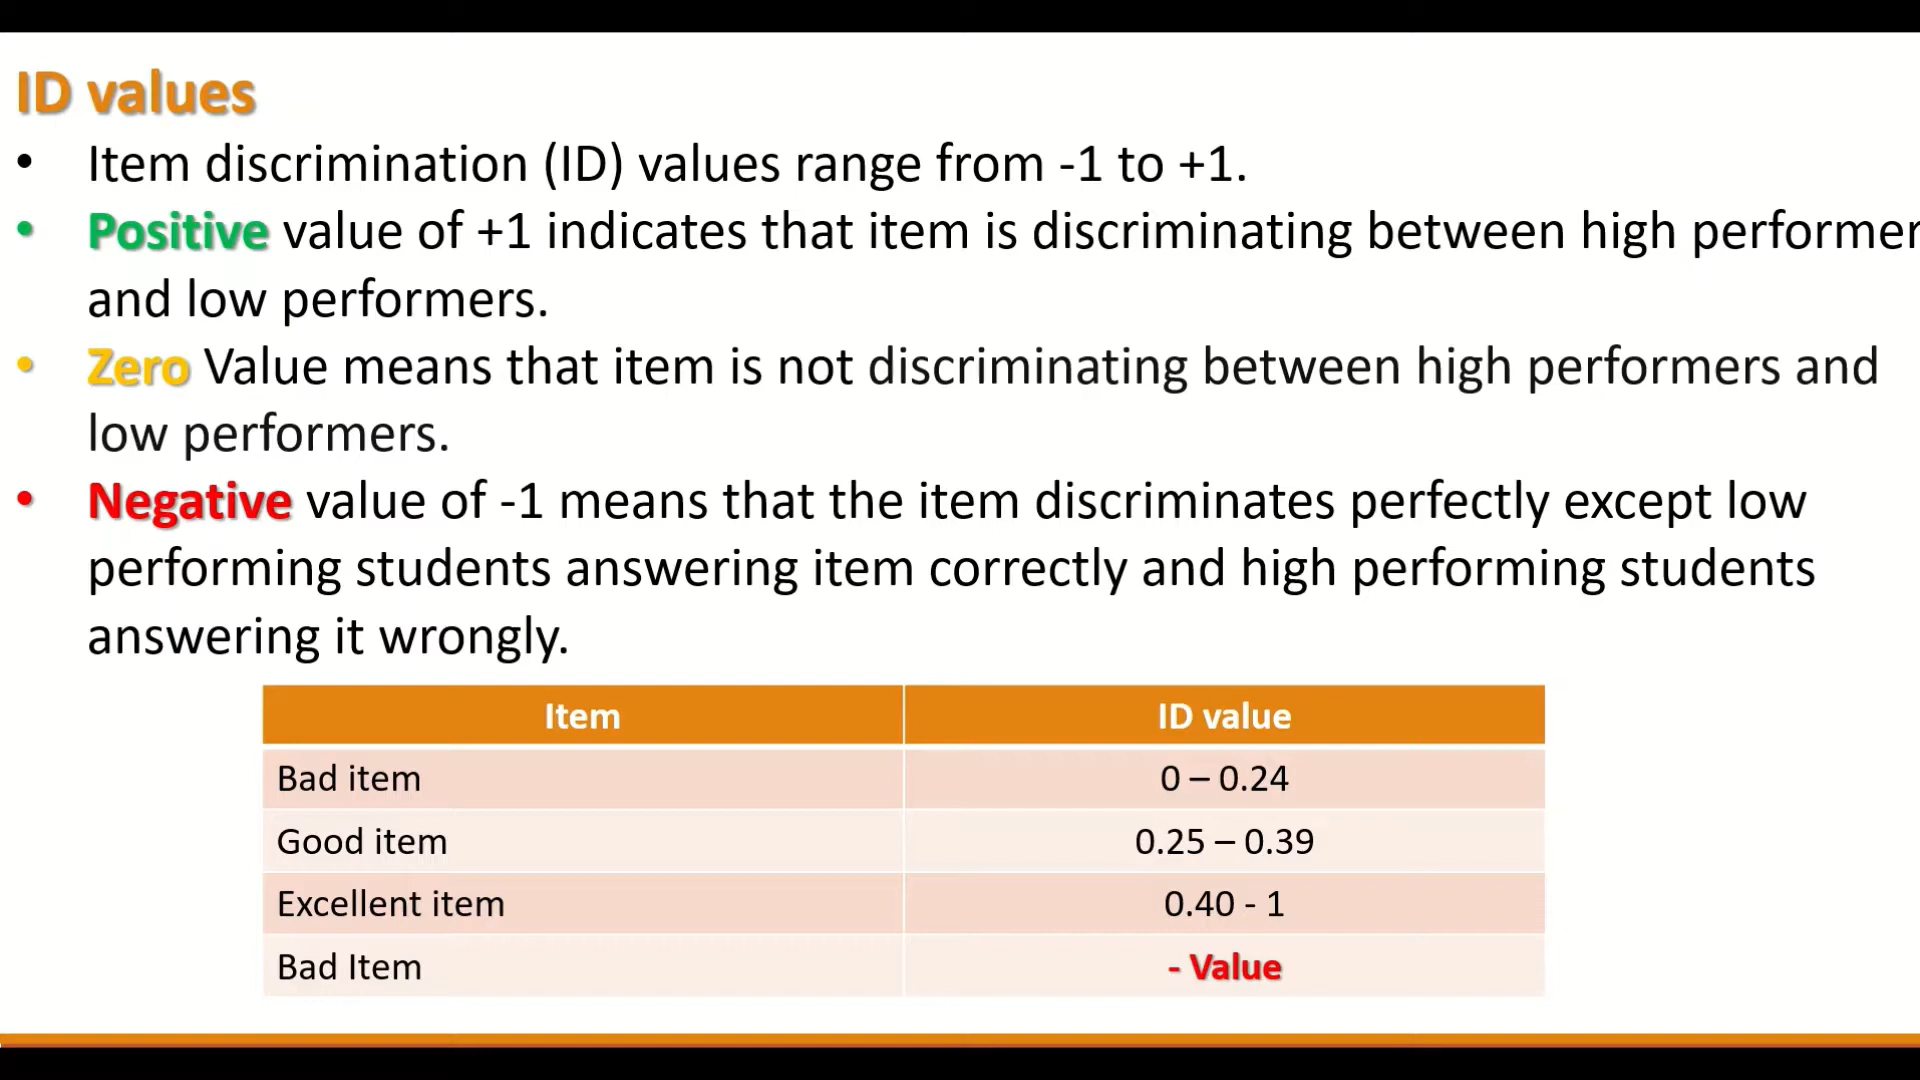 ID values
• Item discrimination (ID) values range from -1 to +1.
• Positive value of +1 indicates that item is discriminating between high performer
and low performers.
• Zero Value means that item is not discriminating between high performers and
low performers.
• Negative value of -1 means that the item discriminates perfectly except low
performing students answering item correctly and high performing students
answering it wrongly.
Item ID value
Bad item 0 – 0.24
Good item 0.25 – 0.39
Excellent item 0.40 - 1
Bad Item - Value